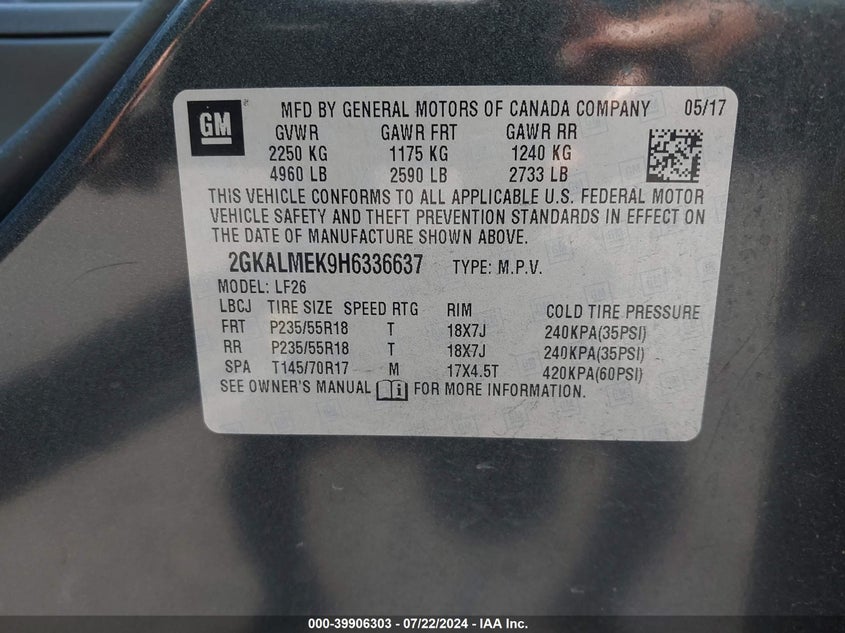 GM
MFD BY GENERAL MOTORS OF CANADA COMPANY 05/17
GVWR GAWR FRT GAWR RR
2250 KG 1175 KG 1240 KG
4960 LB 2590 LB 2733 LB
THIS VEHICLE CONFORMS TO ALL APPLICABLE U.S. FEDERAL MOTOR
VEHICLE SAFETY AND THEFT PREVENTION STANDARDS IN EFFECT ON
THE DATE OF MANUFACTURE SHOWN ABOVE.
2GKALMEK9H6336637 TYPE: M.P.V.
MODEL: LF26
LBCJ TIRE SIZE SPEED RTG RIM COLD TIRE PRESSURE
FRT P235/55R18 T 18X7J 240KPA(35PSI)
RR P235/55R18 T 18X7J 240KPA(35PSI)
SPA T145/70R17 M 17X4.5T 420KPA(60PSI)
SEE OWNER'S MANUAL FOR MORE INFORMATION.
000-39906303 - 07/22/2024 - IAA Inc.